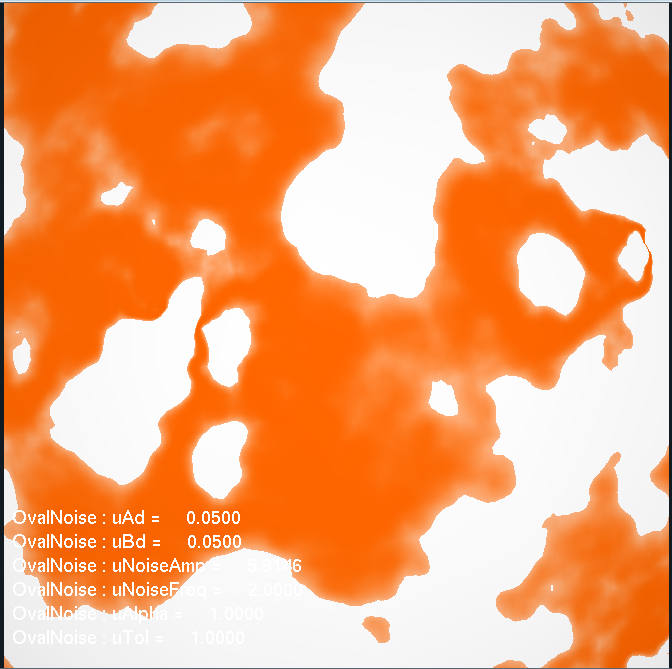 OvalNoise : uAd = 0.0500
OvalNoise : uBd = 0.0500
OvalNoise : uNoiseAmp = 5.9146
OvalNoise : uNoiseFreq = 2.0000
OvalNoise : uAlpha = 1.0000
OvalNoise : uTol = 1.0000